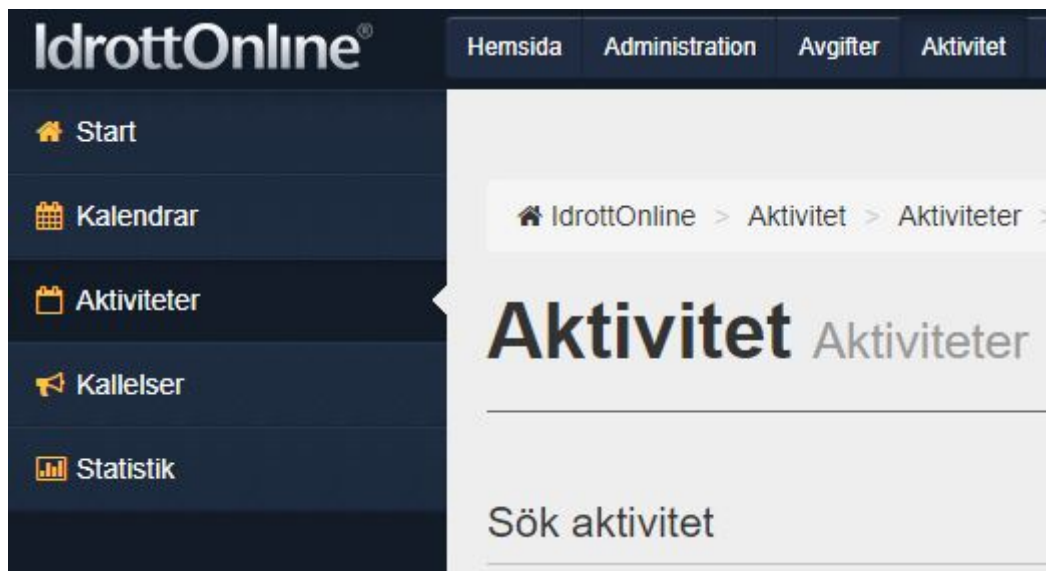 IdrottOnline®
Hemsida Administration Avgifter Aktivitet
Start
Kalendrar
Aktiviteter
Kallelser
Statistik
IdrottOnline > Aktivitet > Aktiviteter >
Aktivitet Aktiviteter
Sök aktivitet